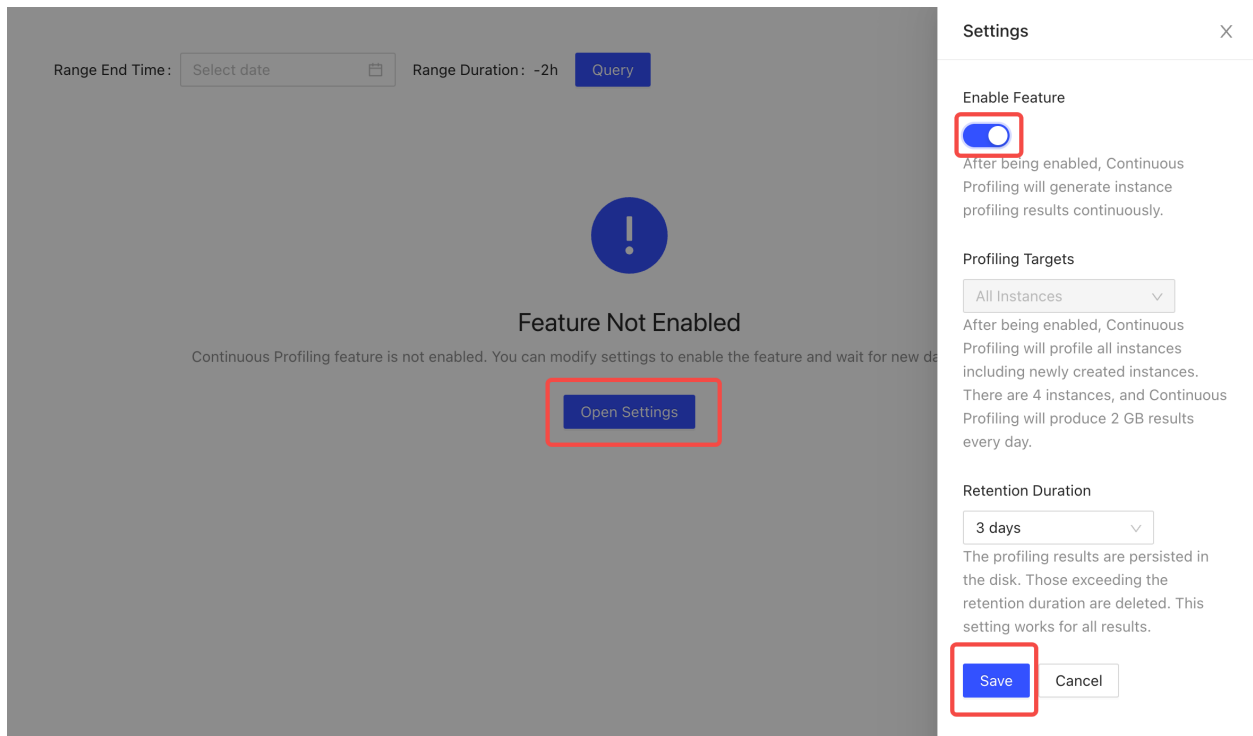 Range End Time : Select date Range Duration : -2h Query
Feature Not Enabled
Continuous Profiling feature is not enabled. You can modify settings to enable the feature and wait for new da
Open Settings
Settings
Enable Feature
After being enabled, Continuous
Profiling will generate instance
profiling results continuously.
Profiling Targets
All Instances
After being enabled, Continuous
Profiling will profile all instances
including newly created instances.
There are 4 instances, and Continuous
Profiling will produce 2 GB results
every day.
Retention Duration
3 days
The profiling results are persisted in
the disk. Those exceeding the
retention duration are deleted. This
setting works for all results.
Save Cancel